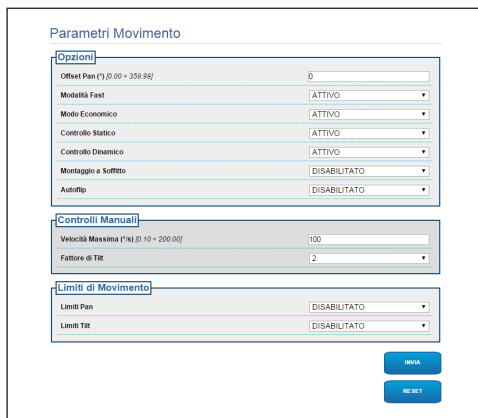 Parametri Movimento
Opzioni
Offset Pan (°) [0.00 ÷ 359.99] 0
Modalità Fast ATTIVO
Modo Economico ATTIVO
Controllo Statico ATTIVO
Controllo Dinamico ATTIVO
Montaggio a Soffitto DISABILITATO
Autoflip DISABILITATO
Controlli Manuali
Velocità Massima (°/s) [0.10 ÷ 200.00] 100
Fattore di Tilt 2
Limiti di Movimento
Limiti Pan DISABILITATO
Limiti Tilt DISABILITATO
INVIA
RESET